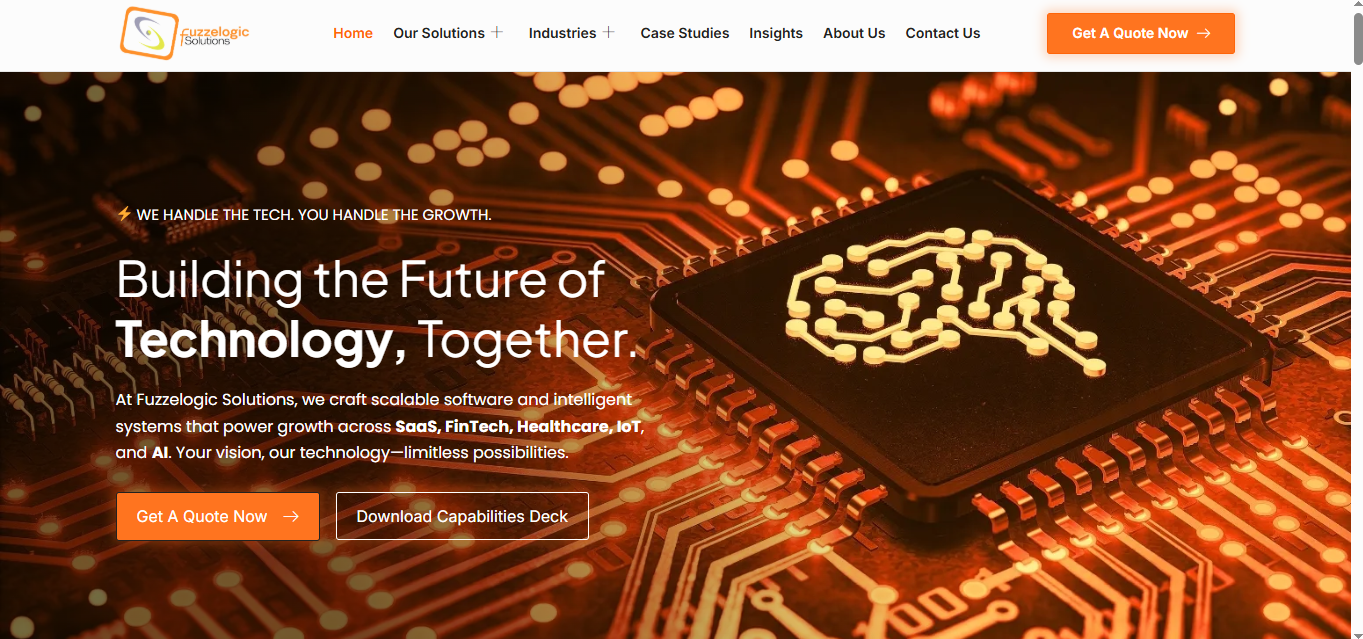 fuzzelogic
Solutions
Home
Our Solutions +
Industries +
Case Studies
Insights
About Us
Contact Us
Get A Quote Now →
⚡ WE HANDLE THE TECH. YOU HANDLE THE GROWTH.
Building the Future of
Technology, Together.
At Fuzzelogic Solutions, we craft scalable software and intelligent
systems that power growth across SaaS, FinTech, Healthcare, IoT,
and AI. Your vision, our technology—limitless possibilities.
Get A Quote Now →
Download Capabilities Deck